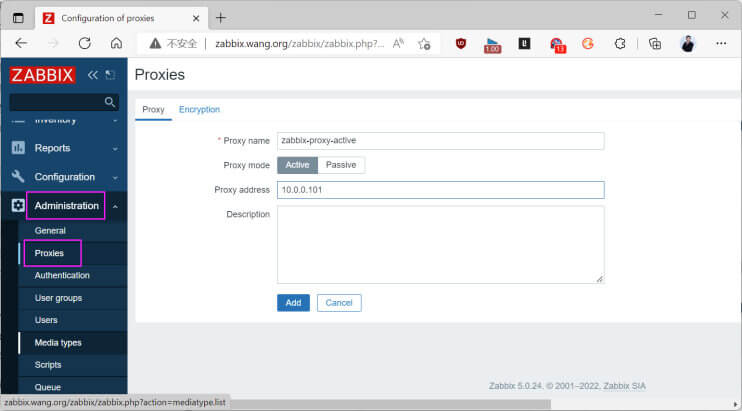 Configuration of proxies
不安全
zabbix.wang.org/zabbix/zabbix.php?...
1.00
13
ZABBIX
Proxies
Inventory
Reports
Configuration
Administration
General
Proxies
Authentication
User groups
Users
Media types
Scripts
Queue
Proxy Encryption
* Proxy name zabbix-proxy-active
Proxy mode Active Passive
Proxy address 10.0.0.101
Description
Add Cancel
Zabbix 5.0.24. © 2001–2022, Zabbix SIA
zabbix.wang.org/zabbix/zabbix.php?action=mediatype.list